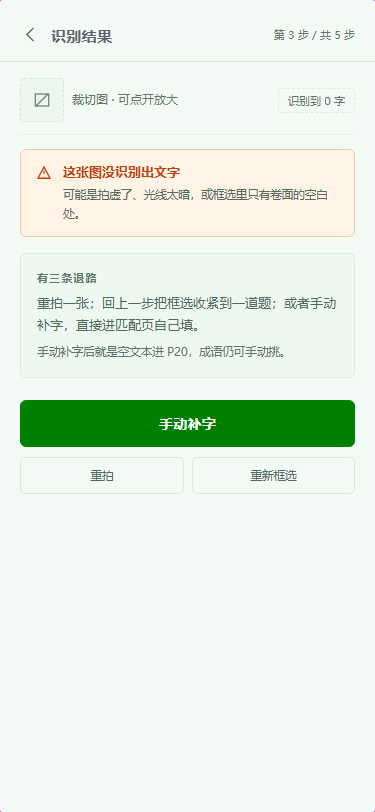 识别结果
第 3 步 / 共 5 步
裁切图 · 可点开放大
识别到 0 字
这张图没识别出文字
可能是拍虚了、光线太暗，或框选里只有卷面的空白
处。
有三条退路
重拍一张；回上一步把框选收紧到一道题；或者手动
补字，直接进匹配页自己填。
手动补字后就是空文本进 P20，成语仍可手动挑。
手动补字
重拍
重新框选